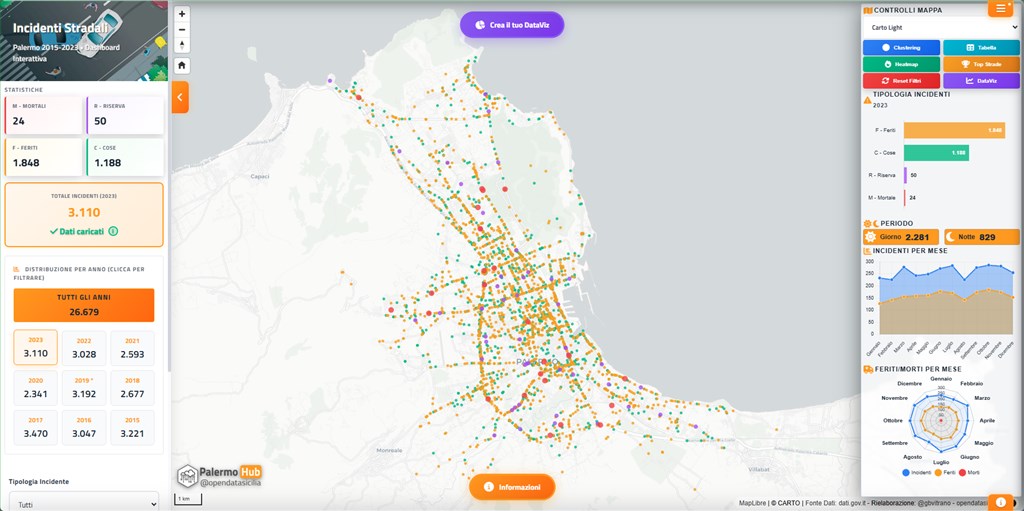 Incidenti Stradali
Palermo 2015-2023 • Dashboard
Interattiva
STATISTICHE
M - MORTALI
24
R - RISERVA
50
F - FERITI
1.848
C - COSE
1.188
TOTALE INCIDENTI (2023)
3.110
Dati caricati
DISTRIBUZIONE PER ANNO (CLICCA PER
FILTRARE)
TUTTI GLI ANNI
26.679
2023
3.110
2022
3.028
2021
2.593
2020
2.341
2019*
3.192
2018
2.677
2017
3.470
2016
3.047
2015
3.221
Tipologia Incidente
Tutti
Crea il tuo DataViz
Capaci
PALERMO
Monreale
Villabate
Palermo Hub
@opendatasicilia
1 km
Informazioni
MapLibre | © CARTO | Fonte Dati: dati.gov.it - Rielaborazione: @gbvitrano - opendatas
CONTROLLI MAPPA
Carto Light
Clustering
Tabella
Heatmap
Top Strade
Reset Filtri
DataViz
TIPOLOGIA INCIDENTI
2023
F - Feriti
1.848
C - Cose
1.188
R - Riserva
50
M - Mortale
24
PERIODO
Giorno 2.281
Notte 829
INCIDENTI PER MESE
300
250
200
150
100
50
0
Gennaio
Febbraio
Marzo
Aprile
Maggio
Giugno
Luglio
Agosto
Settembre
Ottobre
Novembre
Dicembre
FERITI/MORTI PER MESE
Gennaio
Febbraio
Marzo
Aprile
Maggio
Giugno
Luglio
Agosto
Settembre
Ottobre
Novembre
Dicembre
Incidenti
Feriti
Morti